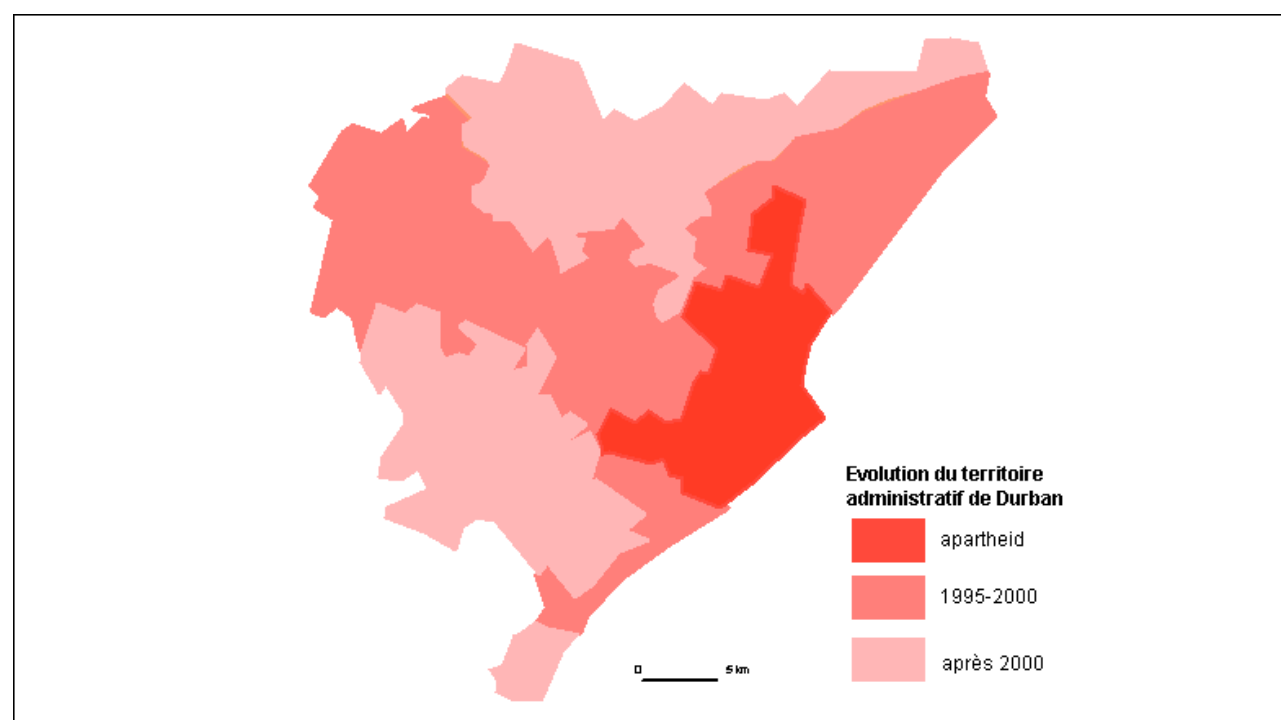 Evolution du territoire
administratif de Durban
apartheid
1995-2000
après 2000
0 5 km